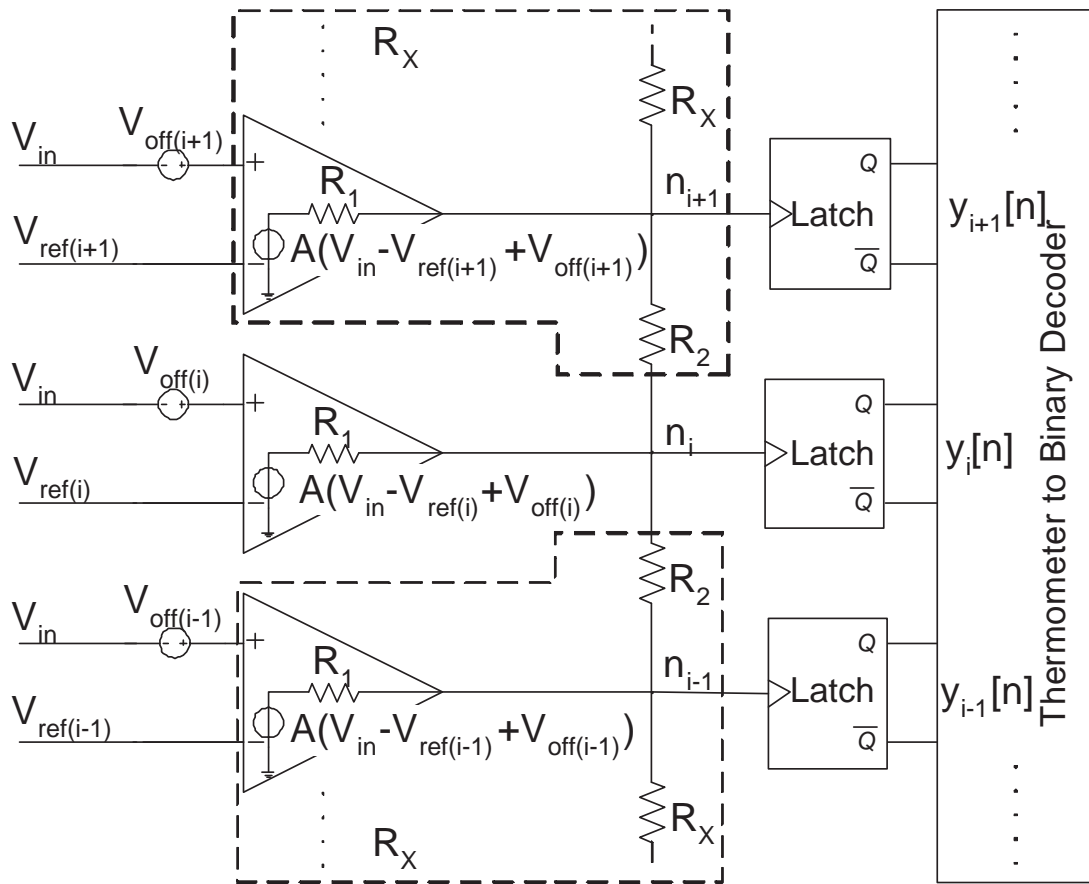 R_X
R_X
V_in
V_off(i+1)
- +
+
R_1
n_i+1
Latch
Q
Q̅
y_i+1[n]
V_ref(i+1)
−
A(V_in-V_ref(i+1)+V_off(i+1))
R_2
V_in
V_off(i)
- +
+
R_1
n_i
Latch
Q
Q̅
y_i[n]
V_ref(i)
−
A(V_in-V_ref(i)+V_off(i))
R_2
V_in
V_off(i-1)
- +
+
R_1
n_i-1
Latch
Q
Q̅
y_i-1[n]
V_ref(i-1)
−
A(V_in-V_ref(i-1)+V_off(i-1))
R_X
R_X
Thermometer to Binary Decoder